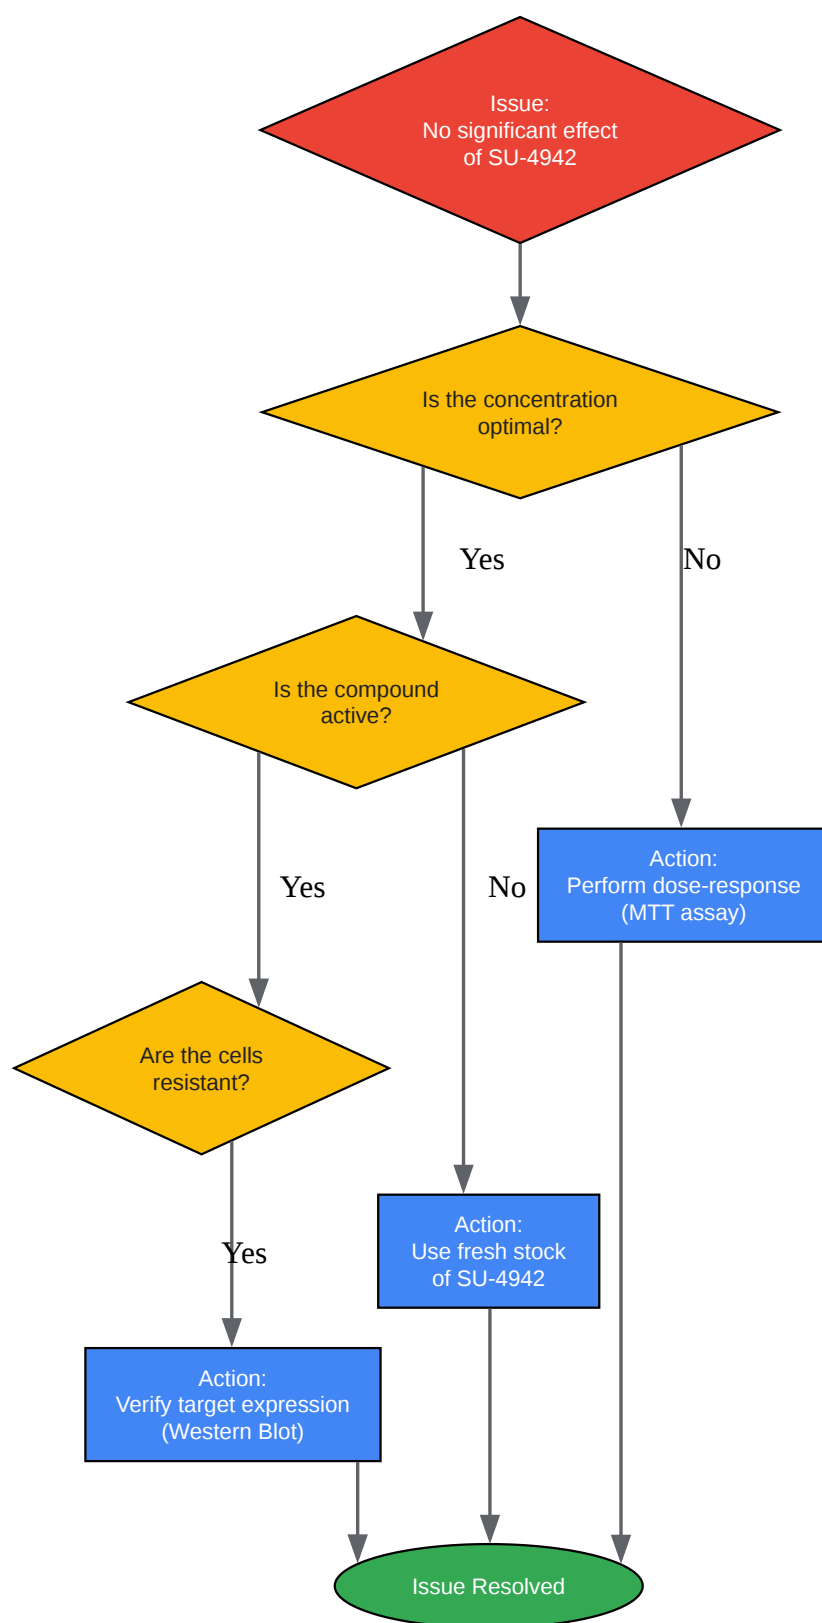 Issue:
No significant effect
of SU-4942
Is the concentration
optimal?
Yes
No
Is the compound
active?
Action:
Perform dose-response
(MTT assay)
Yes
No
Are the cells
resistant?
Action:
Use fresh stock
of SU-4942
Yes
Action:
Verify target expression
(Western Blot)
Issue Resolved